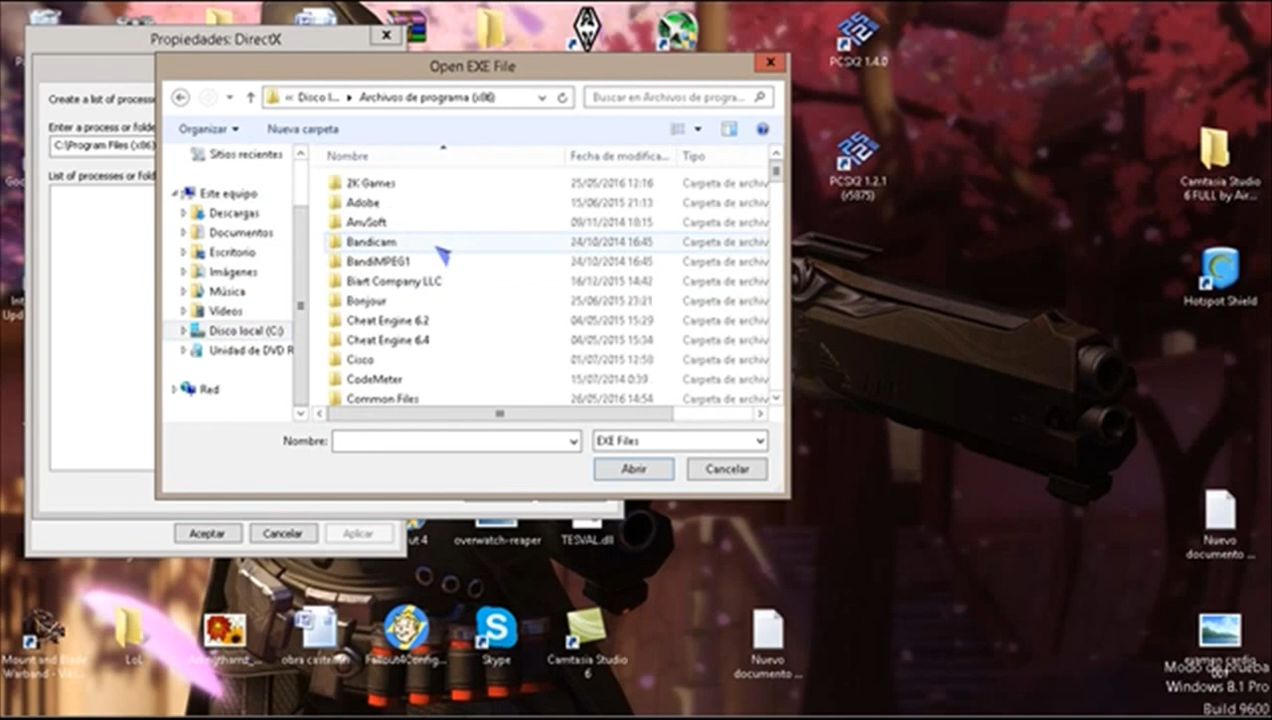 Propiedades: DirectX
Create a list of processe
Enter a process or folde
C:\Program Files (x86)
List of processes or fold
Aceptar
Cancelar
Aplicar
Open EXE File
« Disco l... ▸ Archivos de programa (x86)
Buscar en Archivos de progra...
Organizar
Nueva carpeta
Sitios recientes
Este equipo
Descargas
Documentos
Escritorio
Imágenes
Música
Vídeos
Disco local (C:)
Unidad de DVD R
Red
Nombre
Fecha de modifica...
Tipo
2K Games 25/05/2016 12:16 Carpeta de archiv
Adobe 15/06/2015 21:13 Carpeta de archiv
AnvSoft 09/11/2014 18:15 Carpeta de archiv
Bandicam 24/10/2014 16:45 Carpeta de archiv
BandiMPEG1 24/10/2014 16:45 Carpeta de archiv
Biart Company LLC 16/12/2015 14:42 Carpeta de archiv
Bonjour 25/06/2015 23:21 Carpeta de archiv
Cheat Engine 6.2 04/05/2015 15:29 Carpeta de archiv
Cheat Engine 6.4 04/05/2015 15:34 Carpeta de archiv
Cisco 01/07/2015 12:58 Carpeta de archiv
CodeMeter 15/07/2014 0:39 Carpeta de archiv
Common Files 26/05/2016 14:54 Carpeta de archiv
Nombre:
EXE Files
Abrir
Cancelar
PCSX2 1.4.0
PCSX2 1.2.1
(r5875)
Camtasia Studio
6 FULL by Air...
Hotspot Shield
Nuevo
documento ...
ut 4
overwatch-reaper
TESVAL.dll
Mount and Blade
Warband
LoL
obra castell
Fallout4Config...
Skype
Camtasia Studio
6
Nuevo
documento ...
Modo de prueba
Windows 8.1 Pro
Build 9600